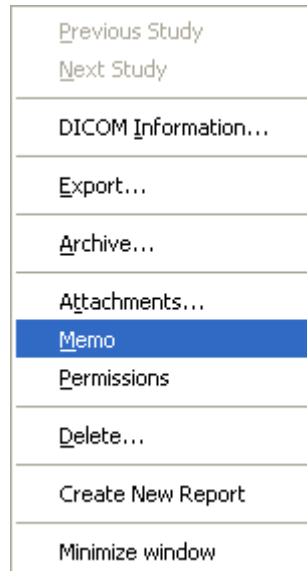 Previous Study
Next Study
DICOM Information...
Export...
Archive...
Attachments...
Memo
Permissions
Delete...
Create New Report
Minimize window